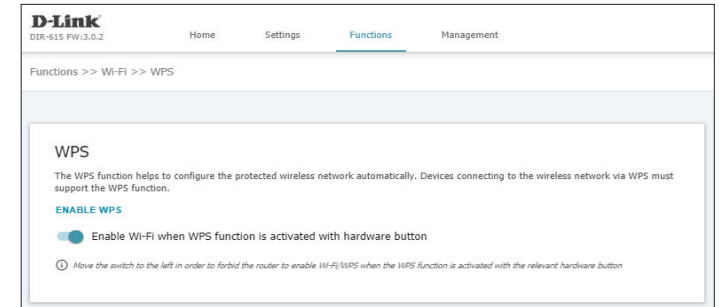 D-Link
DIR-615 FW:3.0.2
Home Settings Functions Management
Functions >> Wi-Fi >> WPS
WPS
The WPS function helps to configure the protected wireless network automatically. Devices connecting to the wireless network via WPS must
support the WPS function.
ENABLE WPS
Enable Wi-Fi when WPS function is activated with hardware button
Move the switch to the left in order to forbid the router to enable Wi-Fi/WPS when the WPS function is activated with the relevant hardware button